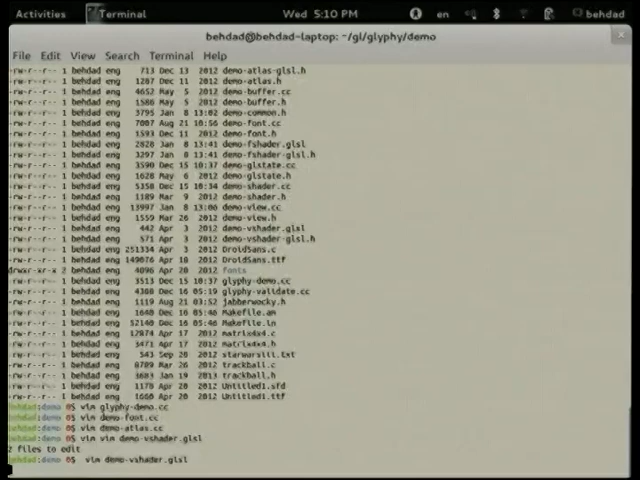 Activities Terminal Wed 5:10 PM en behdad
behdad@behdad-laptop: ~/gl/glyphy/demo
File Edit View Search Terminal Help
-rw-r--r-- 1 behdad eng 713 Dec 13 2012 demo-atlas-glsl.h
-rw-r--r-- 1 behdad eng 1287 Dec 11 2012 demo-atlas.h
-rw-r--r-- 1 behdad eng 4652 May 5 2012 demo-buffer.cc
-rw-r--r-- 1 behdad eng 1586 May 5 2012 demo-buffer.h
-rw-r--r-- 1 behdad eng 3795 Jan 8 13:02 demo-common.h
-rw-r--r-- 1 behdad eng 7087 Aug 21 10:56 demo-font.cc
-rw-r--r-- 1 behdad eng 1593 Dec 11 2012 demo-font.h
-rw-r--r-- 1 behdad eng 2828 Jan 8 13:41 demo-fshader.glsl
-rw-r--r-- 1 behdad eng 3297 Jan 8 13:41 demo-fshader-glsl.h
-rw-r--r-- 1 behdad eng 3590 Dec 15 10:37 demo-glstate.cc
-rw-r--r-- 1 behdad eng 1628 May 6 2012 demo-glstate.h
-rw-r--r-- 1 behdad eng 5358 Dec 15 10:34 demo-shader.cc
-rw-r--r-- 1 behdad eng 1189 Mar 9 2012 demo-shader.h
-rw-r--r-- 1 behdad eng 13997 Jan 8 13:06 demo-view.cc
-rw-r--r-- 1 behdad eng 1559 Mar 26 2012 demo-view.h
-rw-r--r-- 1 behdad eng 442 Apr 3 2012 demo-vshader.glsl
-rw-r--r-- 1 behdad eng 571 Apr 3 2012 demo-vshader-glsl.h
-rw-r--r-- 1 behdad eng 251334 Apr 3 2012 DroidSans.c
-rw-r--r-- 1 behdad eng 149076 Apr 18 2012 DroidSans.ttf
drwxr-xr-x 2 behdad eng 4096 Apr 20 2012 fonts
-rw-r--r-- 1 behdad eng 3513 Dec 15 10:37 glyphy-demo.cc
-rw-r--r-- 1 behdad eng 4388 Dec 16 05:19 glyphy-validate.cc
-rw-r--r-- 1 behdad eng 1119 Aug 21 03:52 jabberwocky.h
-rw-r--r-- 1 behdad eng 1640 Dec 16 05:46 Makefile.am
-rw-r--r-- 1 behdad eng 52140 Dec 16 05:46 Makefile.in
-rw-r--r-- 1 behdad eng 12874 Apr 17 2012 matrix4x4.c
-rw-r--r-- 1 behdad eng 3471 Apr 17 2012 matrix4x4.h
-rw-r--r-- 1 behdad eng 543 Sep 20 2012 starwarsiii.txt
-rw-r--r-- 1 behdad eng 8789 Mar 26 2012 trackball.c
-rw-r--r-- 1 behdad eng 3683 Jan 19 2013 trackball.h
-rw-r--r-- 1 behdad eng 1178 Apr 20 2012 Untitled1.sfd
-rw-r--r-- 1 behdad eng 1660 Apr 20 2012 Untitled1.ttf
behdad:demo 0$ vim glyphy-demo.cc
behdad:demo 0$ vim demo-font.cc
behdad:demo 0$ vim demo-atlas.cc
behdad:demo 0$ vim vim demo-vshader.glsl
2 files to edit
behdad:demo 0$ vim demo-vshader.glsl